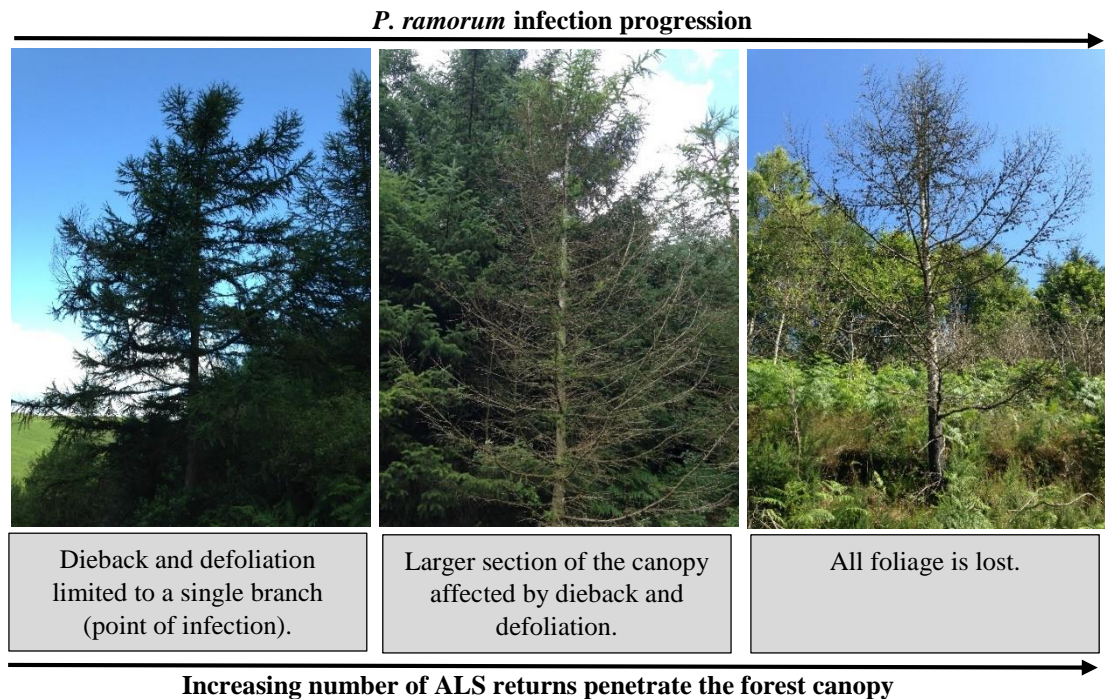 P. ramorum infection progression
Dieback and defoliation
limited to a single branch
(point of infection).
Larger section of the canopy
affected by dieback and
defoliation.
All foliage is lost.
Increasing number of ALS returns penetrate the forest canopy